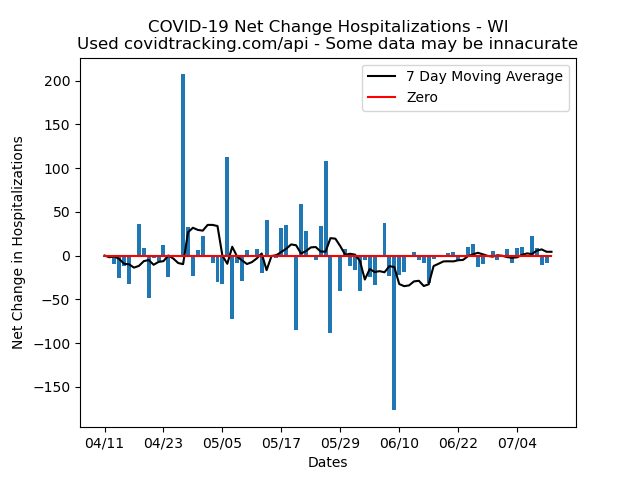 COVID-19 Net Change Hospitalizations - WI
Used covidtracking.com/api - Some data may be innacurate
7 Day Moving Average
Zero
Net Change in Hospitalizations
200
150
100
50
0
−50
−100
−150
04/11 04/23 05/05 05/17 05/29 06/10 06/22 07/04
Dates